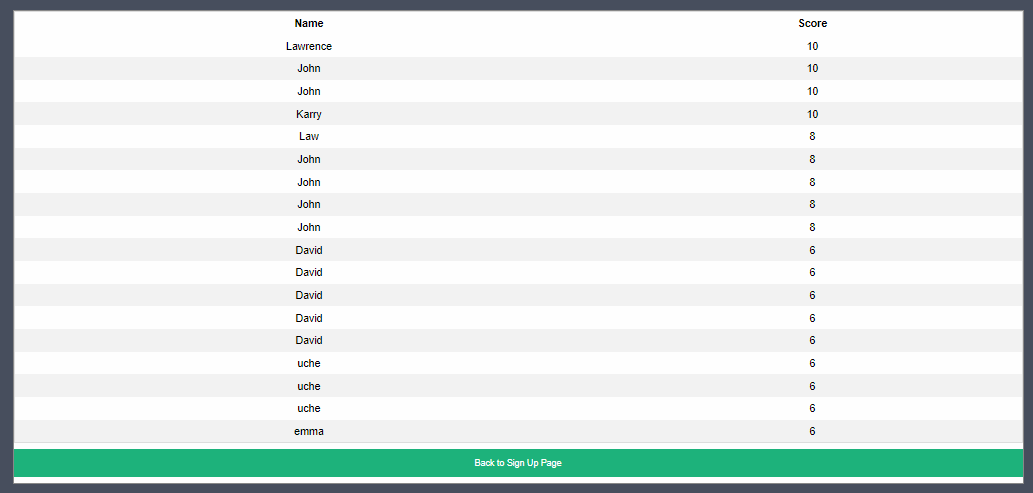 Name Score
Lawrence 10
John 10
John 10
Karry 10
Law 8
John 8
John 8
John 8
John 8
David 6
David 6
David 6
David 6
David 6
uche 6
uche 6
uche 6
emma 6
Back to Sign Up Page